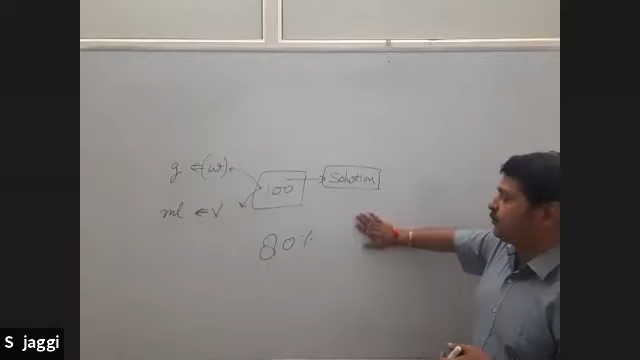 g ← (w)
100 → Solution
ml ← V
80%
S jaggi